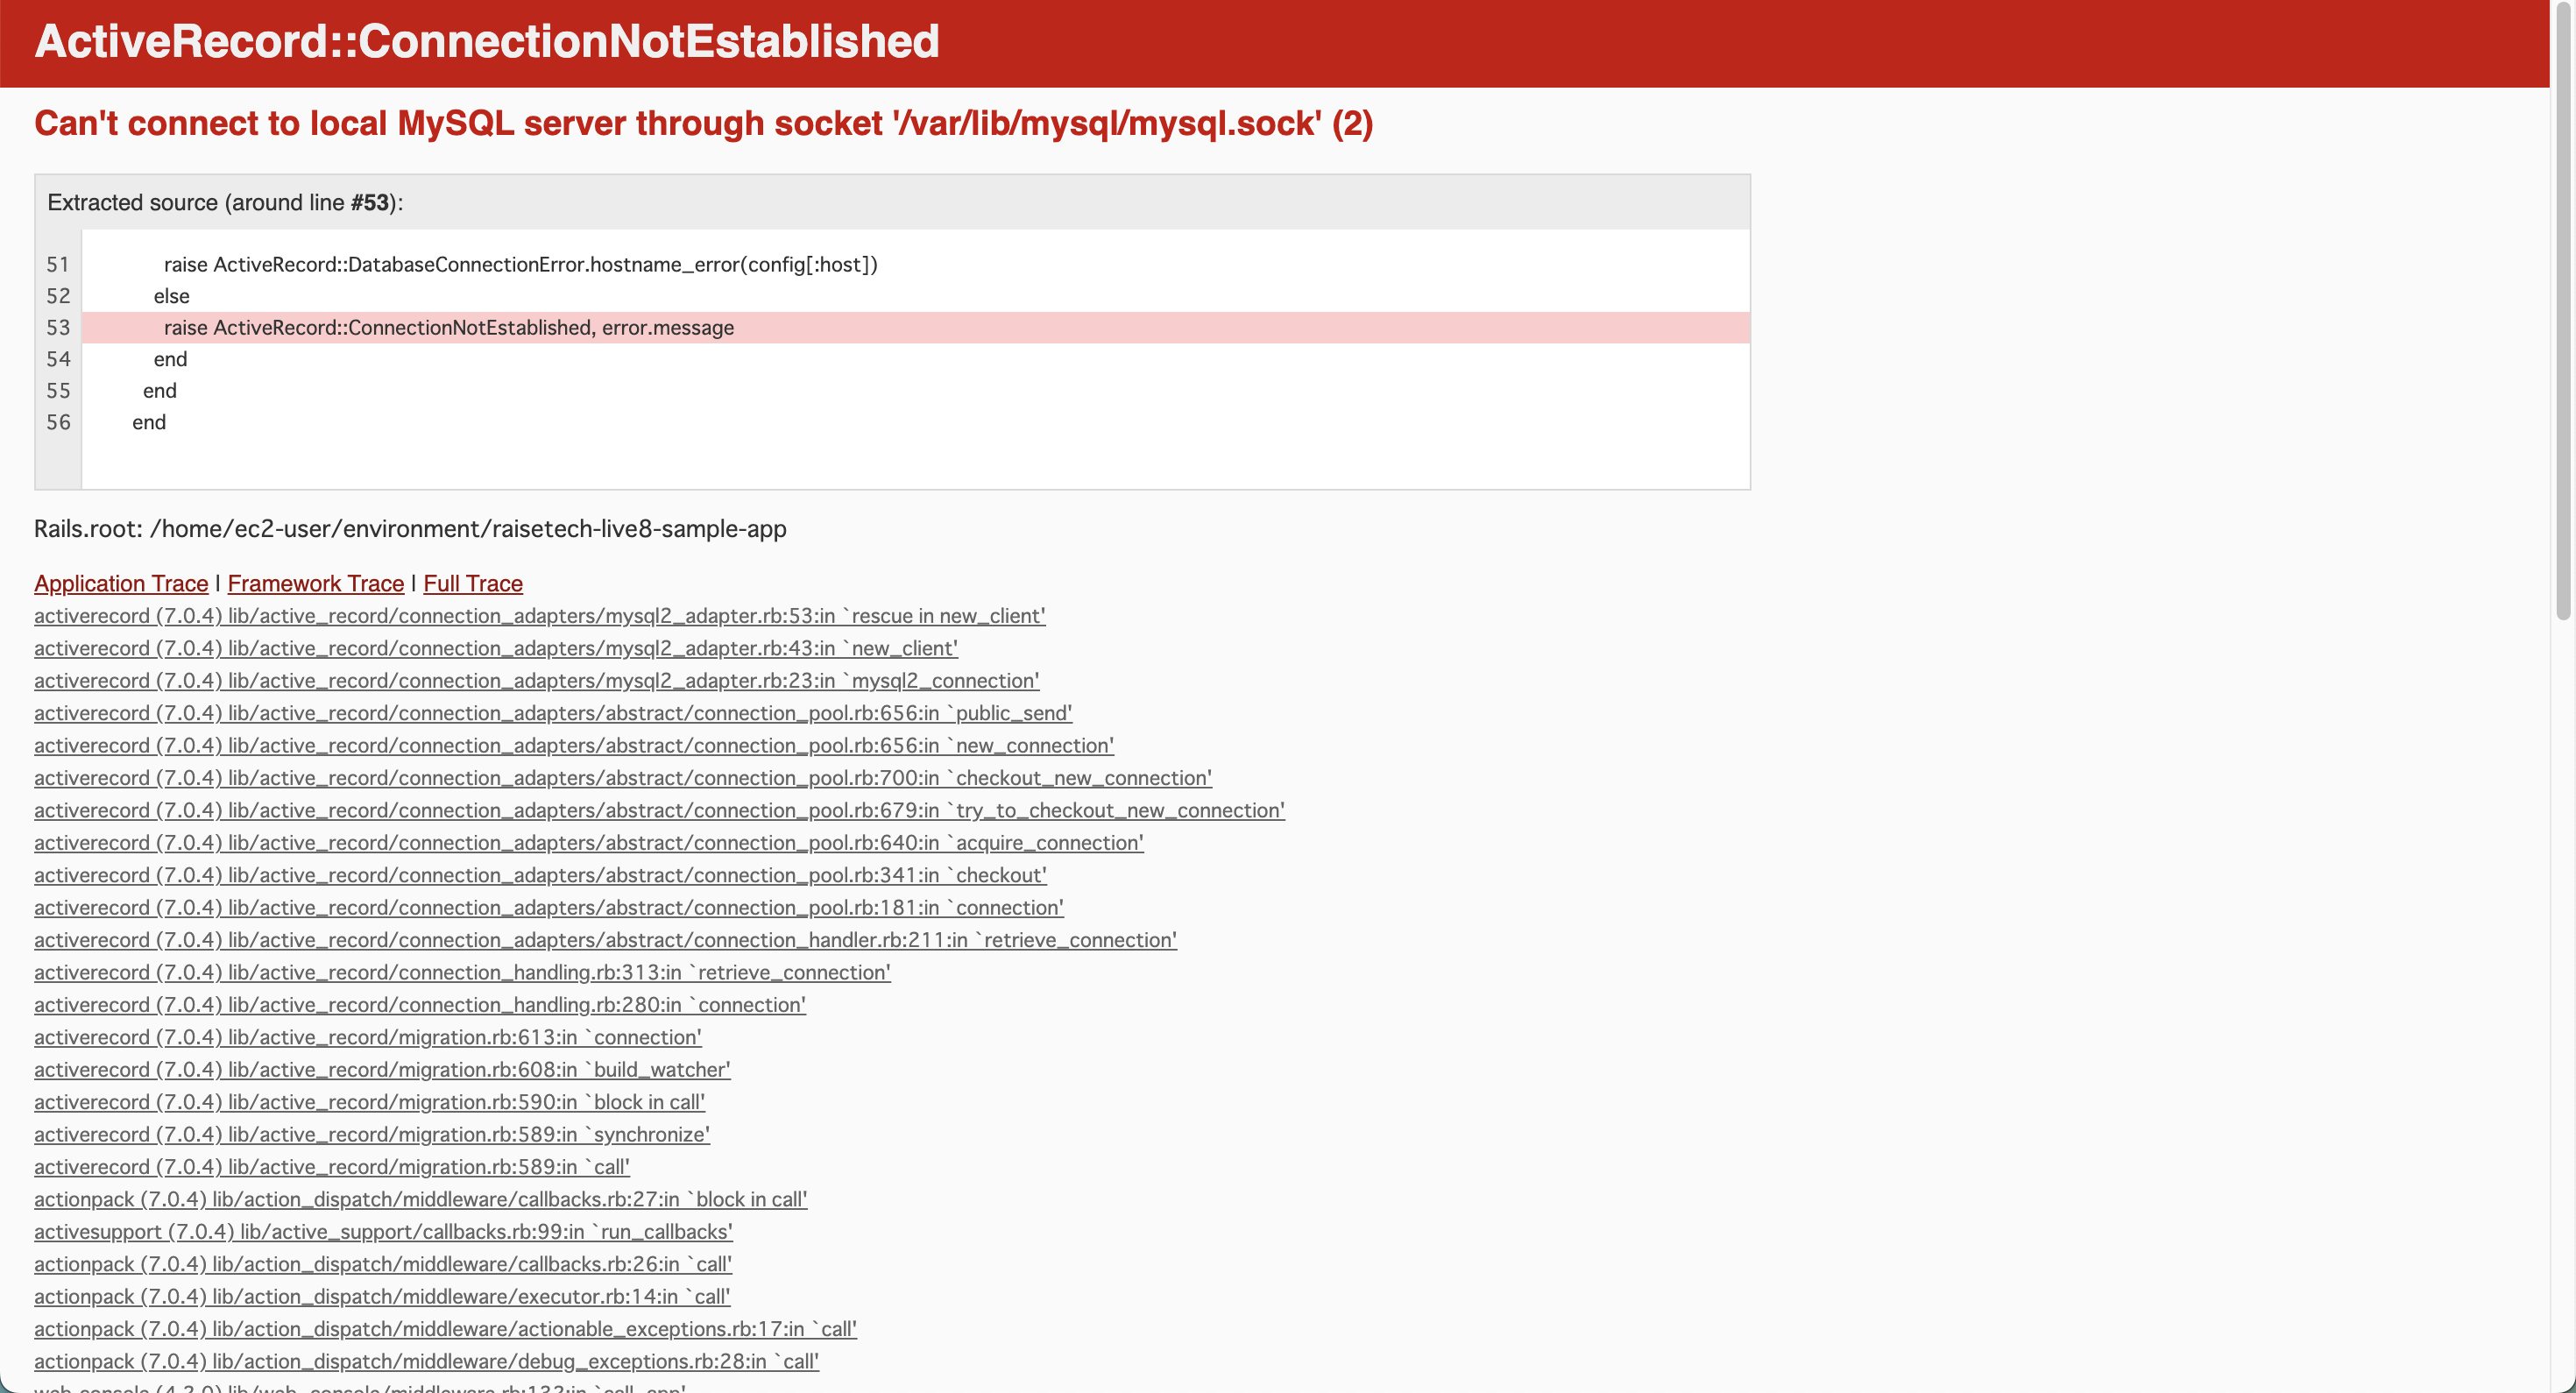 ActiveRecord::ConnectionNotEstablished
Can't connect to local MySQL server through socket '/var/lib/mysql/mysql.sock' (2)
Extracted source (around line #53):
51 raise ActiveRecord::DatabaseConnectionError.hostname_error(config[:host])
52 else
53 raise ActiveRecord::ConnectionNotEstablished, error.message
54 end
55 end
56 end
Rails.root: /home/ec2-user/environment/raisetech-live8-sample-app
Application Trace | Framework Trace | Full Trace
activerecord (7.0.4) lib/active_record/connection_adapters/mysql2_adapter.rb:53:in `rescue in new_client'
activerecord (7.0.4) lib/active_record/connection_adapters/mysql2_adapter.rb:43:in `new_client'
activerecord (7.0.4) lib/active_record/connection_adapters/mysql2_adapter.rb:23:in `mysql2_connection'
activerecord (7.0.4) lib/active_record/connection_adapters/abstract/connection_pool.rb:656:in `public_send'
activerecord (7.0.4) lib/active_record/connection_adapters/abstract/connection_pool.rb:656:in `new_connection'
activerecord (7.0.4) lib/active_record/connection_adapters/abstract/connection_pool.rb:700:in `checkout_new_connection'
activerecord (7.0.4) lib/active_record/connection_adapters/abstract/connection_pool.rb:679:in `try_to_checkout_new_connection'
activerecord (7.0.4) lib/active_record/connection_adapters/abstract/connection_pool.rb:640:in `acquire_connection'
activerecord (7.0.4) lib/active_record/connection_adapters/abstract/connection_pool.rb:341:in `checkout'
activerecord (7.0.4) lib/active_record/connection_adapters/abstract/connection_pool.rb:181:in `connection'
activerecord (7.0.4) lib/active_record/connection_adapters/abstract/connection_handler.rb:211:in `retrieve_connection'
activerecord (7.0.4) lib/active_record/connection_handling.rb:313:in `retrieve_connection'
activerecord (7.0.4) lib/active_record/connection_handling.rb:280:in `connection'
activerecord (7.0.4) lib/active_record/migration.rb:613:in `connection'
activerecord (7.0.4) lib/active_record/migration.rb:608:in `build_watcher'
activerecord (7.0.4) lib/active_record/migration.rb:590:in `block in call'
activerecord (7.0.4) lib/active_record/migration.rb:589:in `synchronize'
activerecord (7.0.4) lib/active_record/migration.rb:589:in `call'
actionpack (7.0.4) lib/action_dispatch/middleware/callbacks.rb:27:in `block in call'
activesupport (7.0.4) lib/active_support/callbacks.rb:99:in `run_callbacks'
actionpack (7.0.4) lib/action_dispatch/middleware/callbacks.rb:26:in `call'
actionpack (7.0.4) lib/action_dispatch/middleware/executor.rb:14:in `call'
actionpack (7.0.4) lib/action_dispatch/middleware/actionable_exceptions.rb:17:in `call'
actionpack (7.0.4) lib/action_dispatch/middleware/debug_exceptions.rb:28:in `call'
web-console (4.2.0) lib/web_console/middleware.rb:132:in `call_app'